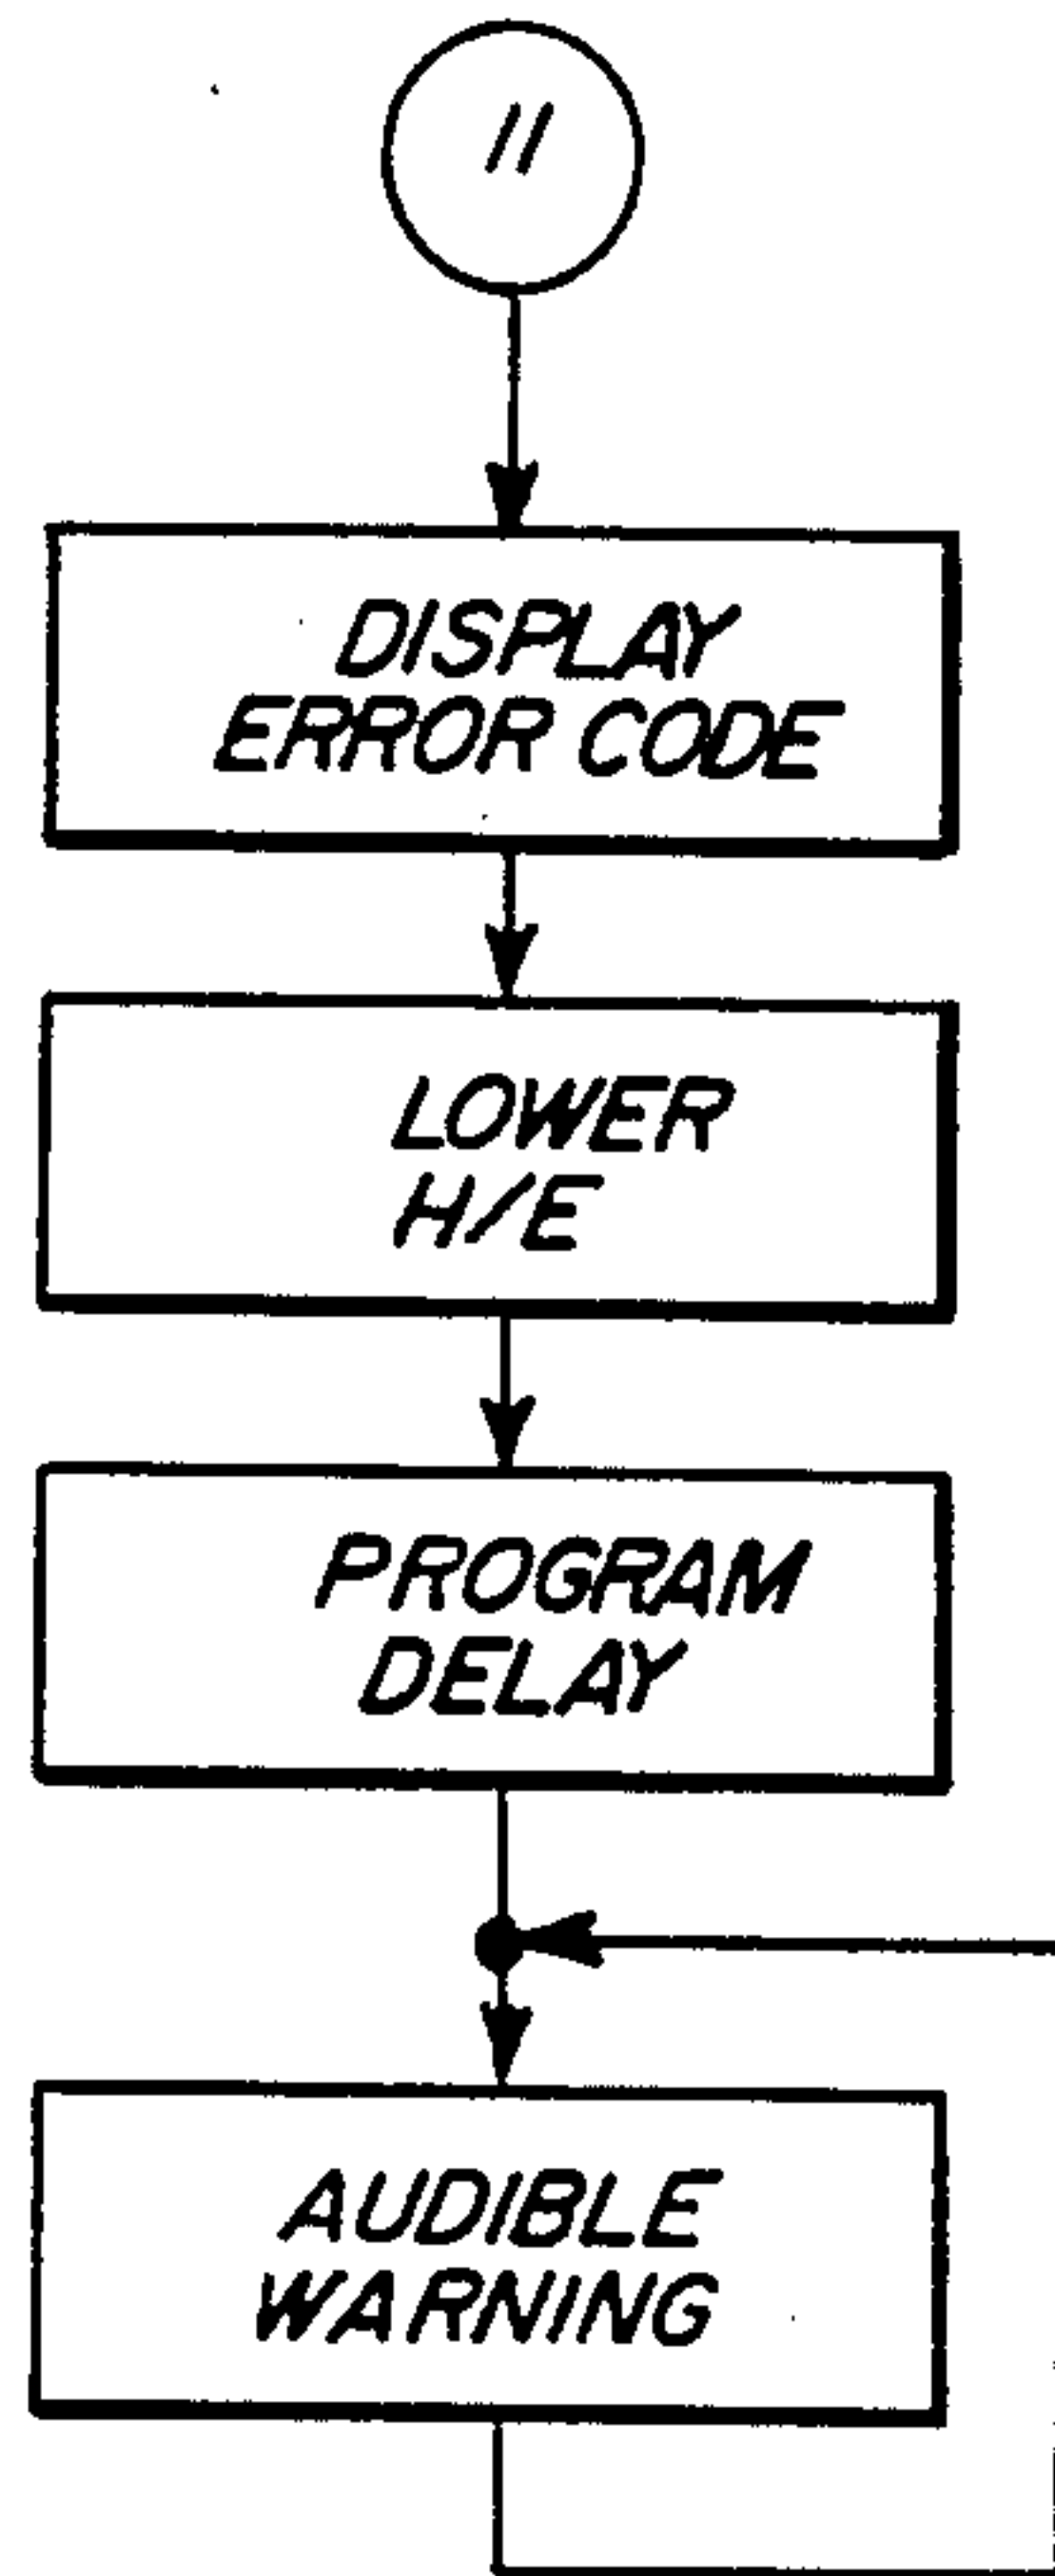 11
DISPLAY
ERROR CODE
LOWER
H/E
PROGRAM
DELAY
AUDIBLE
WARNING